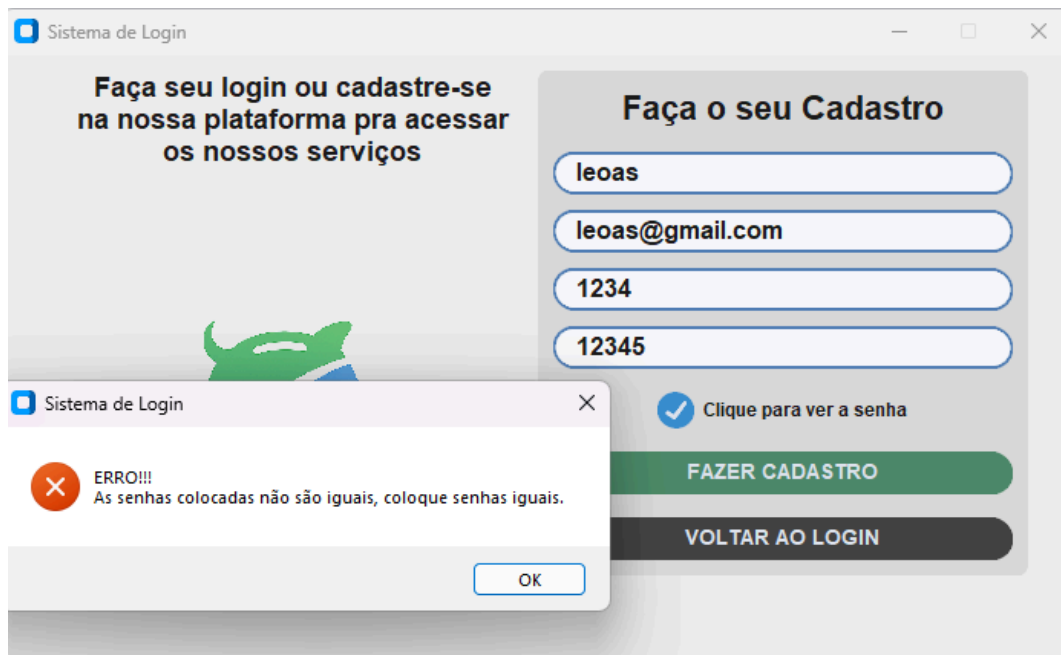 Sistema de Login
Faça seu login ou cadastre-se
na nossa plataforma pra acessar
os nossos serviços
Faça o seu Cadastro
leoas
leoas@gmail.com
1234
12345
Clique para ver a senha
FAZER CADASTRO
VOLTAR AO LOGIN
Sistema de Login
ERRO!!!
As senhas colocadas não são iguais, coloque senhas iguais.
OK